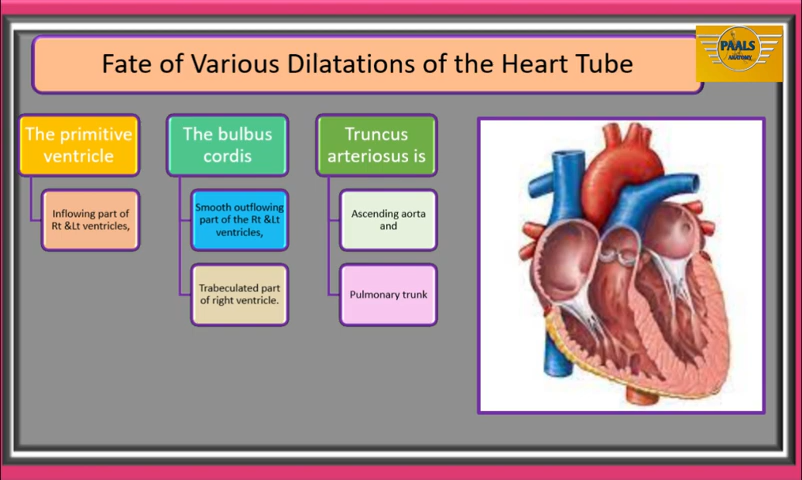 PAALS
ANATOMY
Fate of Various Dilatations of the Heart Tube
The primitive
ventricle
Inflowing part of
Rt &Lt ventricles,
The bulbus
cordis
Smooth outflowing
part of the Rt &Lt
ventricles,
Trabeculated part
of right ventricle.
Truncus
arteriosus is
Ascending aorta
and
Pulmonary trunk